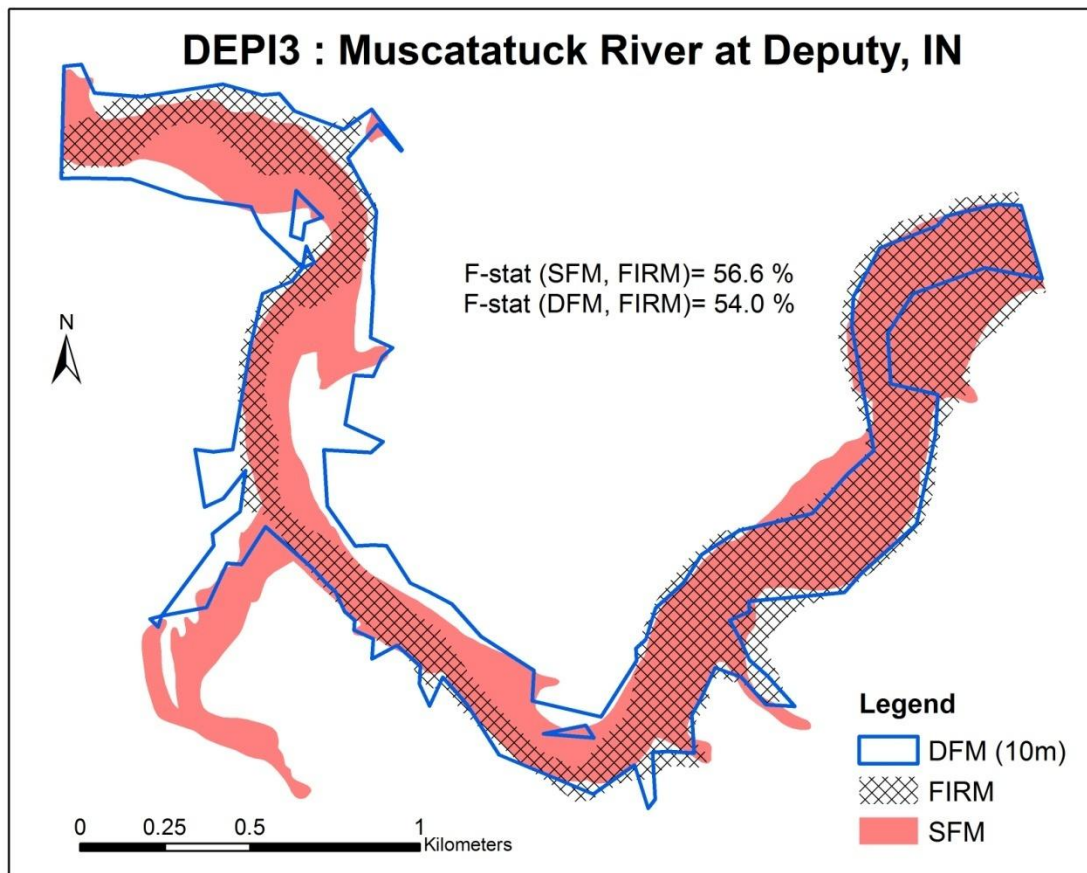 DEPI3 : Muscatatuck River at Deputy, IN
F-stat (SFM, FIRM)= 56.6 %
F-stat (DFM, FIRM)= 54.0 %
N
Legend
DFM (10m)
FIRM
SFM
0 0.25 0.5 1
Kilometers